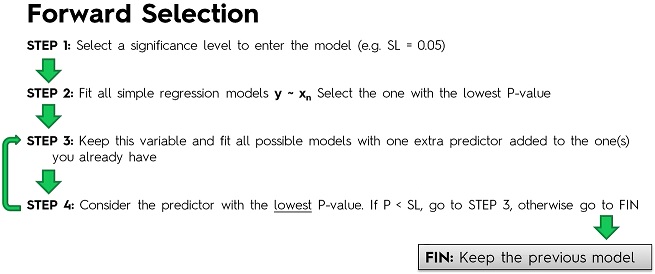 Forward Selection
STEP 1: Select a significance level to enter the model (e.g. SL = 0.05)
STEP 2: Fit all simple regression models y ~ xn Select the one with the lowest P-value
STEP 3: Keep this variable and fit all possible models with one extra predictor added to the one(s)
you already have
STEP 4: Consider the predictor with the lowest P-value. If P < SL, go to STEP 3, otherwise go to FIN
FIN: Keep the previous model